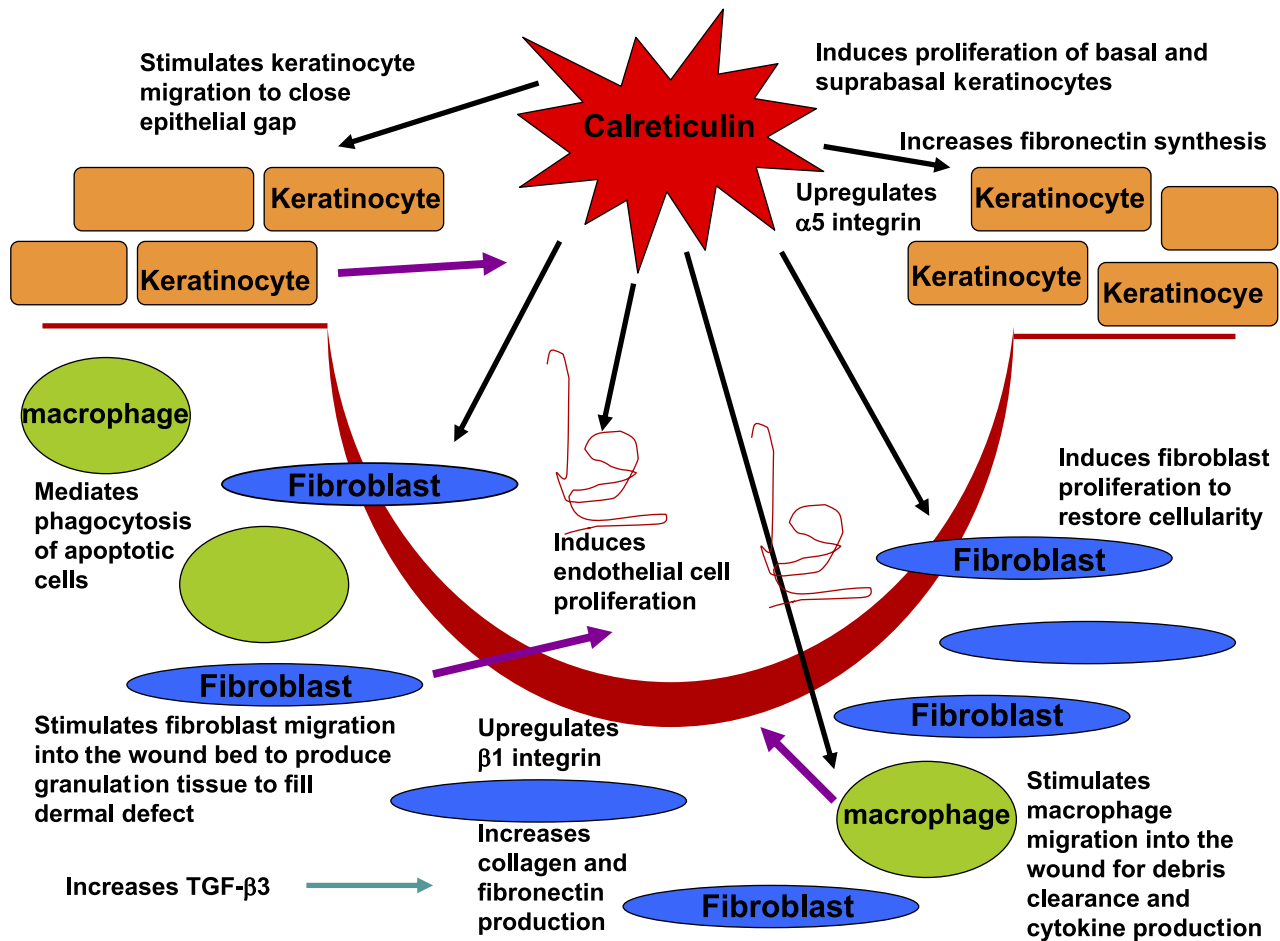 Stimulates keratinocyte
migration to close
epithelial gap
Calreticulin
Induces proliferation of basal and
suprabasal keratinocytes
Increases fibronectin synthesis
Upregulates
α5 integrin
Keratinocyte
Keratinocyte
Keratinocyte
Keratinocyte
Keratinocye
macrophage
Mediates
phagocytosis
of apoptotic
cells
Fibroblast
Induces
endothelial cell
proliferation
Induces fibroblast
proliferation to
restore cellularity
Fibroblast
Fibroblast
Stimulates fibroblast migration
into the wound bed to produce
granulation tissue to fill
dermal defect
Upregulates
β1 integrin
Fibroblast
macrophage
Stimulates
macrophage
migration into the
wound for debris
clearance and
cytokine production
Increases TGF-β3
Increases
collagen and
fibronectin
production
Fibroblast